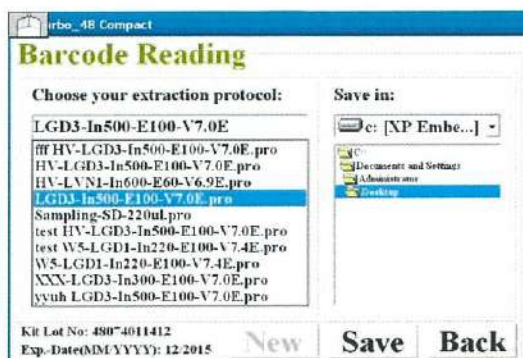 rbo_48 Compact
Barcode Reading
Choose your extraction protocol:
LGD3-In500-E100-V7.0E
fff HV-LGD3-In500-E100-V7.0E.pro
HV-LGD3-In500-E100-V7.0E.pro
HV-LVN1-In600-E60-V6.9E.pro
LGD3-In500-E100-V7.0E.pro
Sampling-SD-220ul.pro
test HV-LGD3-In500-E100-V7.0E.pro
test W5-LGD1-In220-E100-V7.4E.pro
W5-LGD1-In220-E100-V7.4E.pro
XXX-LGD3-In300-E100-V7.0E.pro
yyuh LGD3-In500-E100-V7.0E.pro
Save in:
c: [XP Embe...]
C:\
Documents and Settings
Administrator
Desktop
Kit Lot No: 48074011412
Exp.-Date(MM/YYYY): 12/2015
New
Save
Back